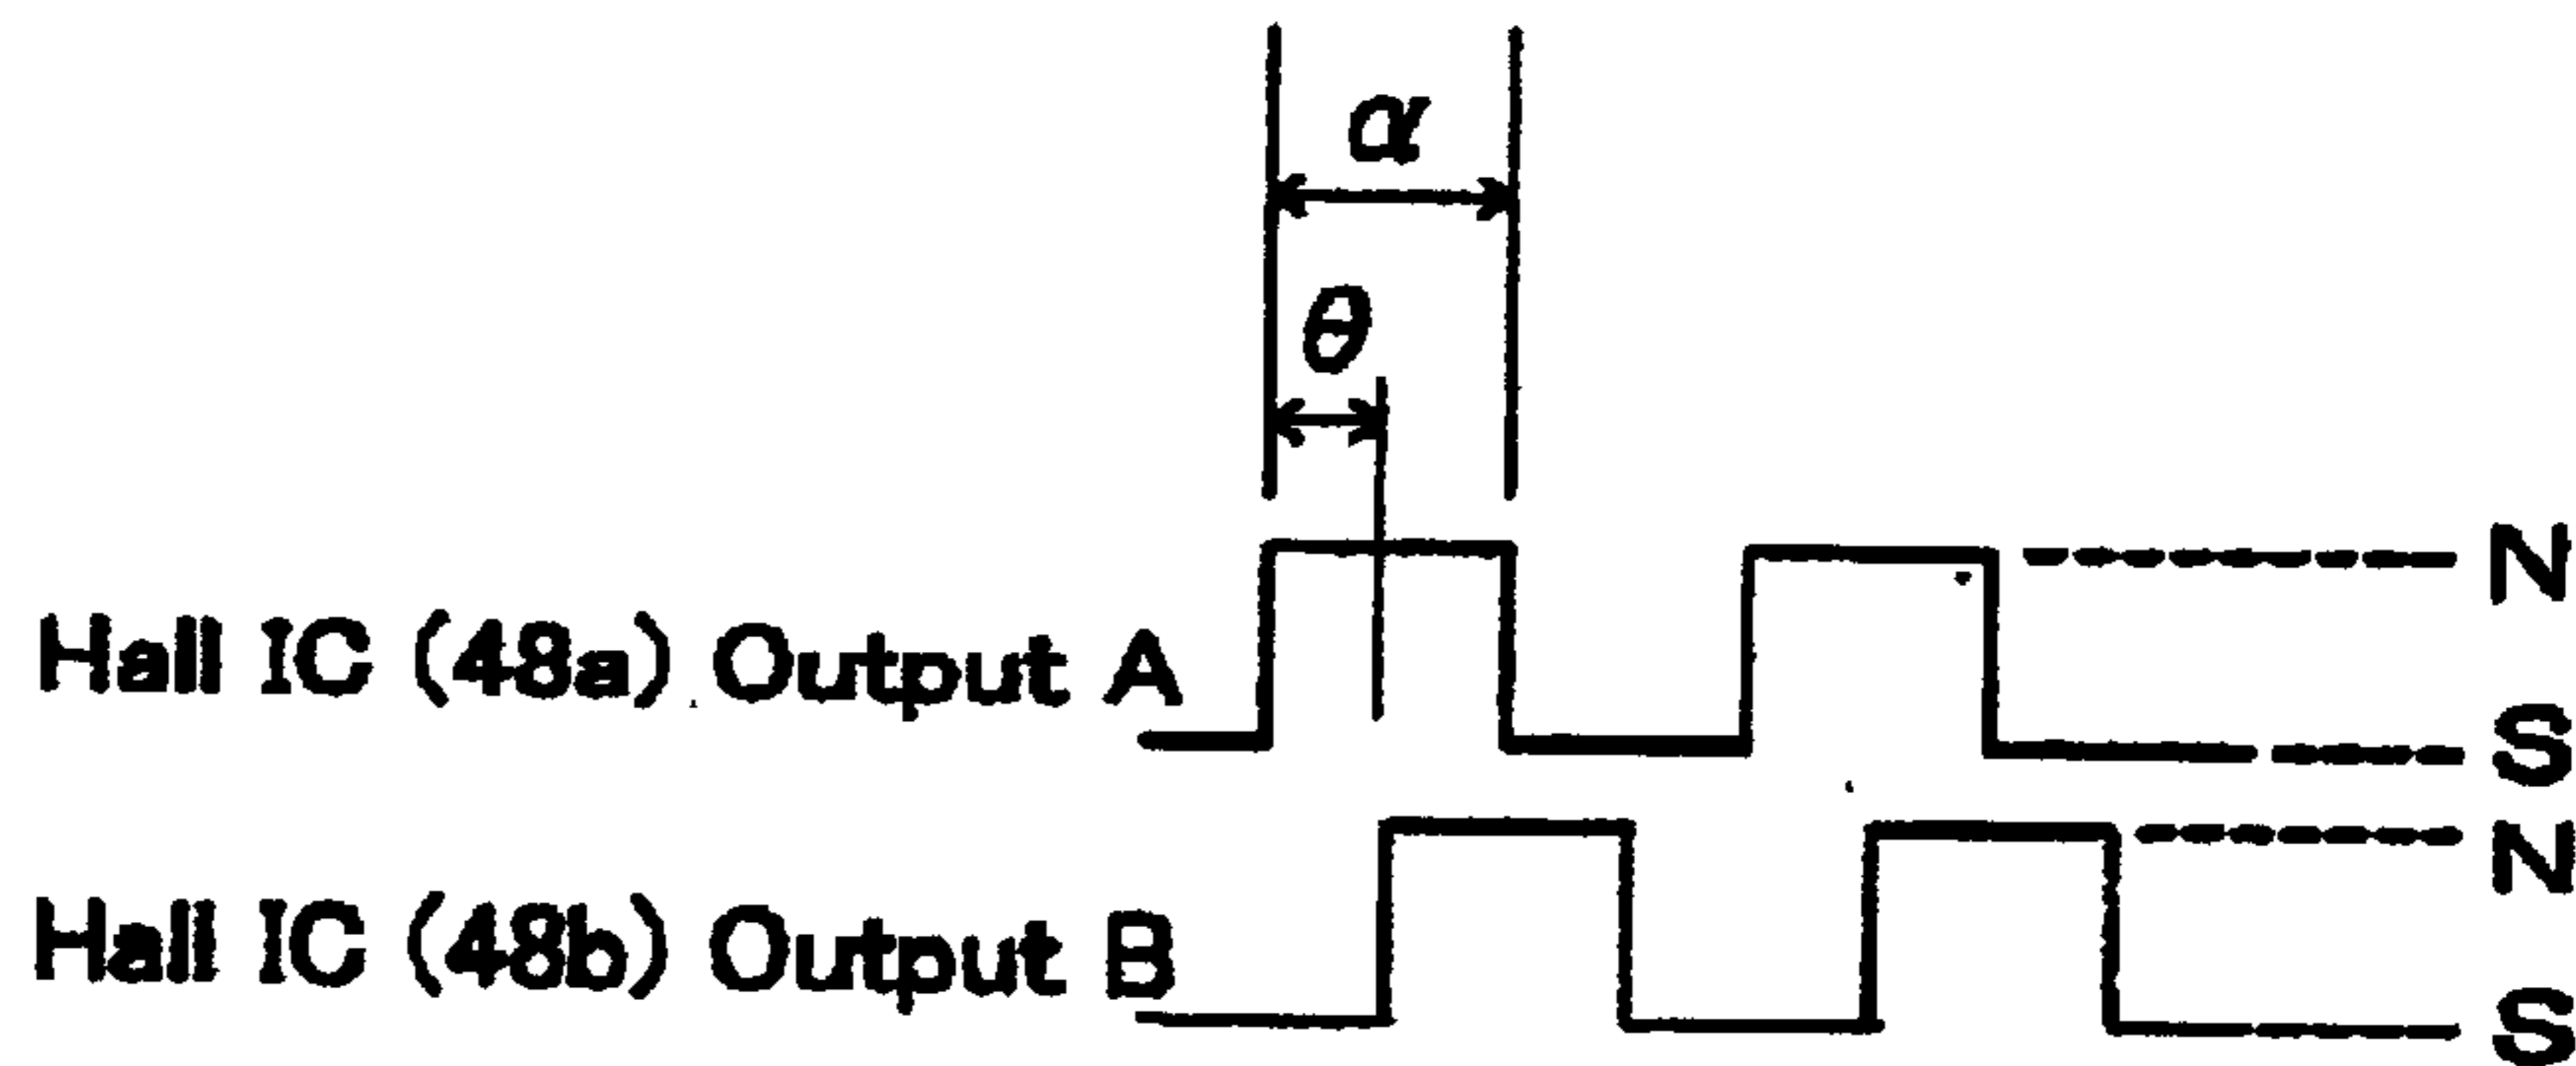 α
θ
N
Hall IC (48a) Output A
S
N
Hall IC (48b) Output B
S